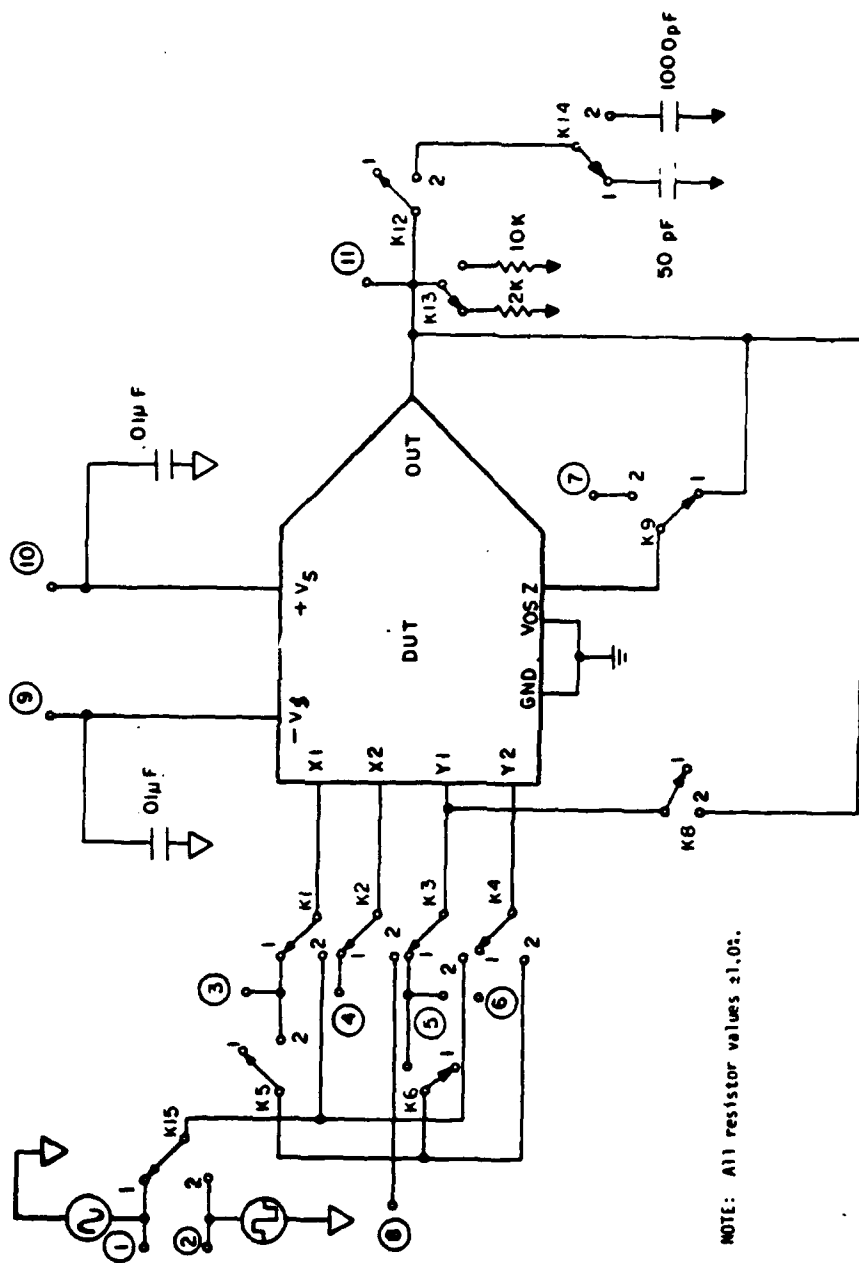 1
K15
1
2
2
3
4
5
6
8
K5
1
2
K6
1
1
2
K1
1
2
K2
1
2
K3
1
2
K4
K8
1
2
9
10
.01µF
.01µF
-VS
+VS
X1
X2
Y1
Y2
DUT
OUT
GND
VOS
Z
K9
1
2
7
11
K13
2K
10K
K12
1
2
K14
1
2
50 pF
1000pF
NOTE: All resistor values ±1.0%.